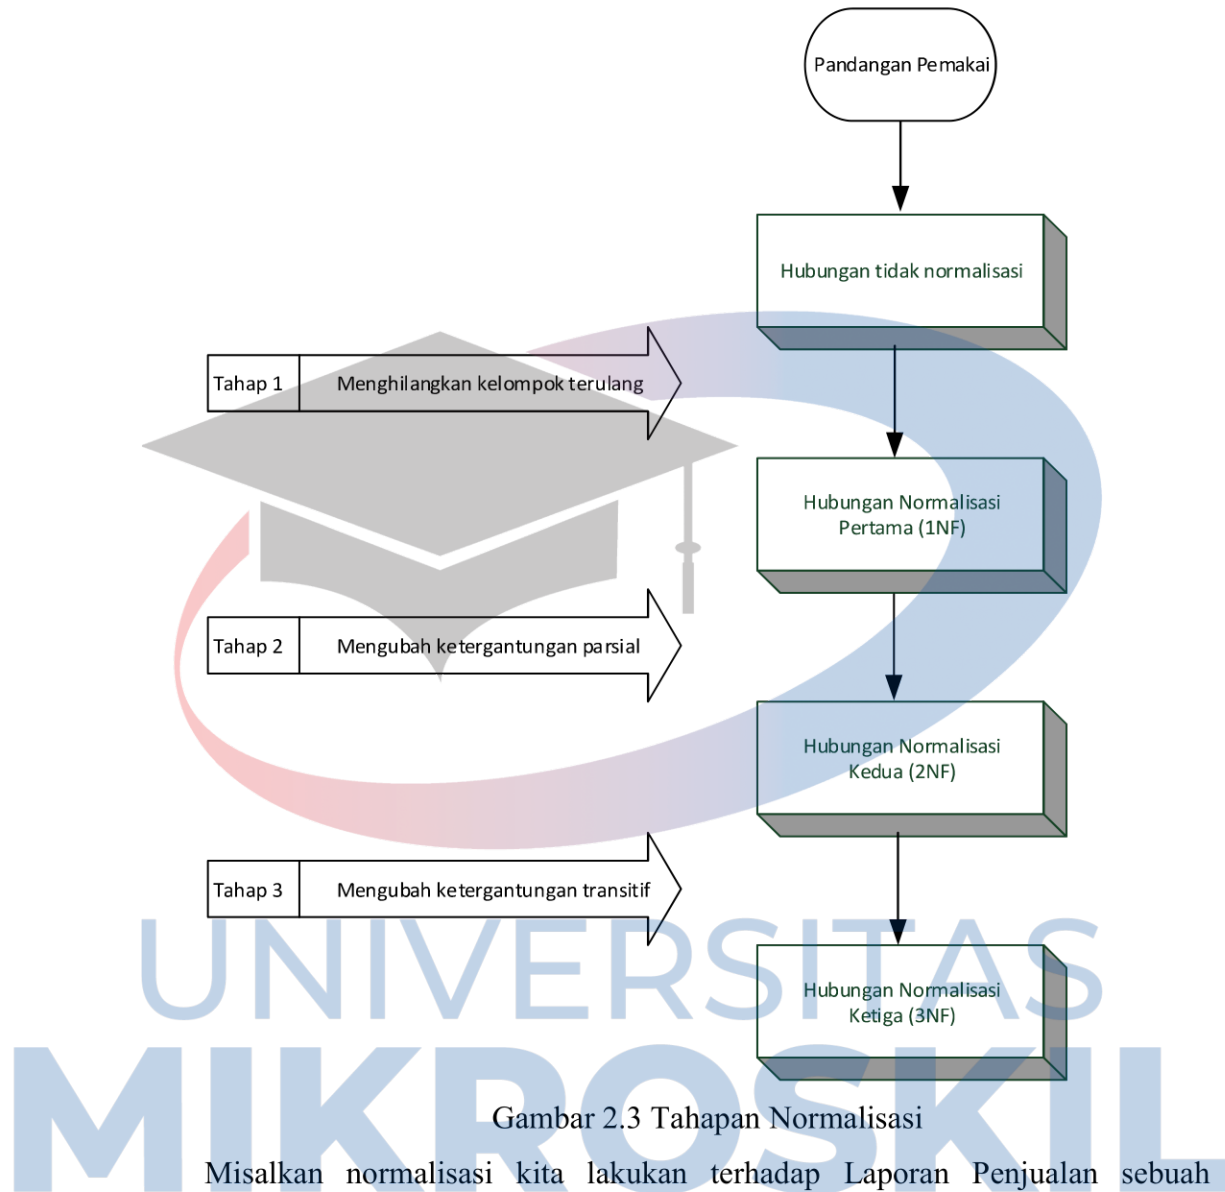 Pandangan Pemakai
Hubungan tidak normalisasi
Tahap 1 Menghilangkan kelompok terulang
Hubungan Normalisasi
Pertama (1NF)
Tahap 2 Mengubah ketergantungan parsial
Hubungan Normalisasi
Kedua (2NF)
Tahap 3 Mengubah ketergantungan transitif
Hubungan Normalisasi
Ketiga (3NF)
UNIVERSITAS
MIKROSKIL
Gambar 2.3 Tahapan Normalisasi
Misalkan normalisasi kita lakukan terhadap Laporan Penjualan sebuah